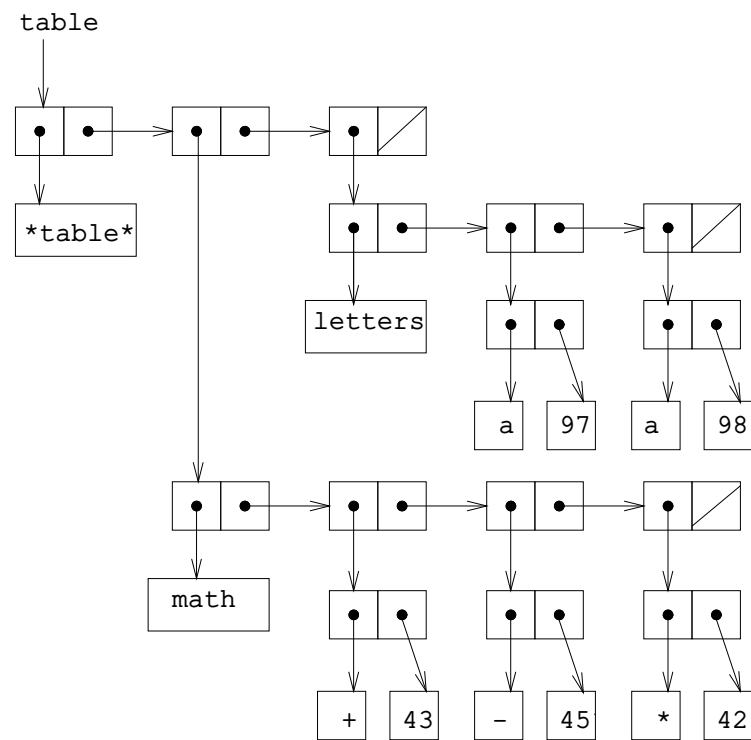 table
*table*
letters
a 97 a 98
math
+ 43 - 45 * 42